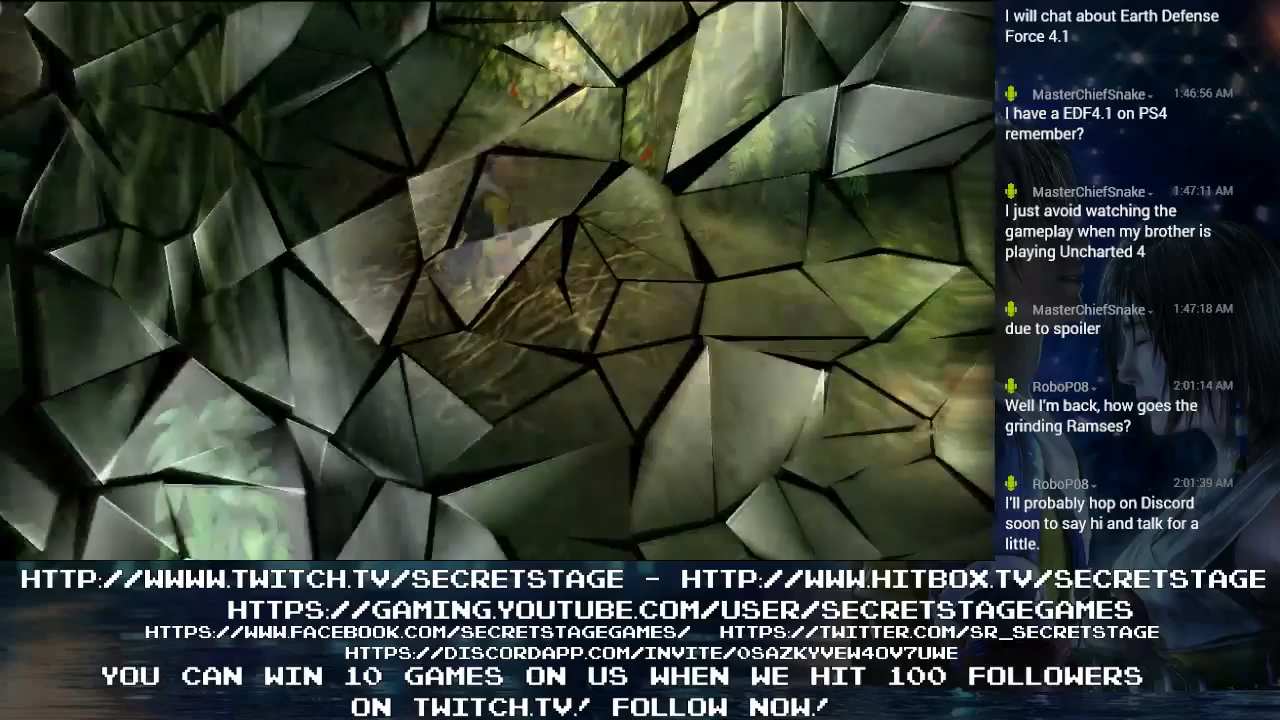 I will chat about Earth Defense
Force 4.1
MasterChiefSnake 1:46:56 AM
I have a EDF4.1 on PS4
remember?
MasterChiefSnake 1:47:11 AM
I just avoid watching the
gameplay when my brother is
playing Uncharted 4
MasterChiefSnake 1:47:18 AM
due to spoiler
RoboP08 2:01:14 AM
Well I'm back, how goes the
grinding Ramses?
RoboP08 2:01:39 AM
I'll probably hop on Discord
soon to say hi and talk for a
little.
HTTP://WWWW.TWITCH.TV/SECRETSTAGE - HTTP://WWW.HITBOX.TV/SECRETSTAGE
HTTPS://GAMING.YOUTUBE.COM/USER/SECRETSTAGEGAMES
HTTPS://WWW.FACEBOOK.COM/SECRETSTAGEGAMES/ HTTPS://TWITTER.COM/SR_SECRETSTAGE
HTTPS://DISCORDAPP.COM/INVITE/0SAZKYVEW4OV7UWE
YOU CAN WIN 10 GAMES ON US WHEN WE HIT 100 FOLLOWERS
ON TWITCH.TV! FOLLOW NOW!